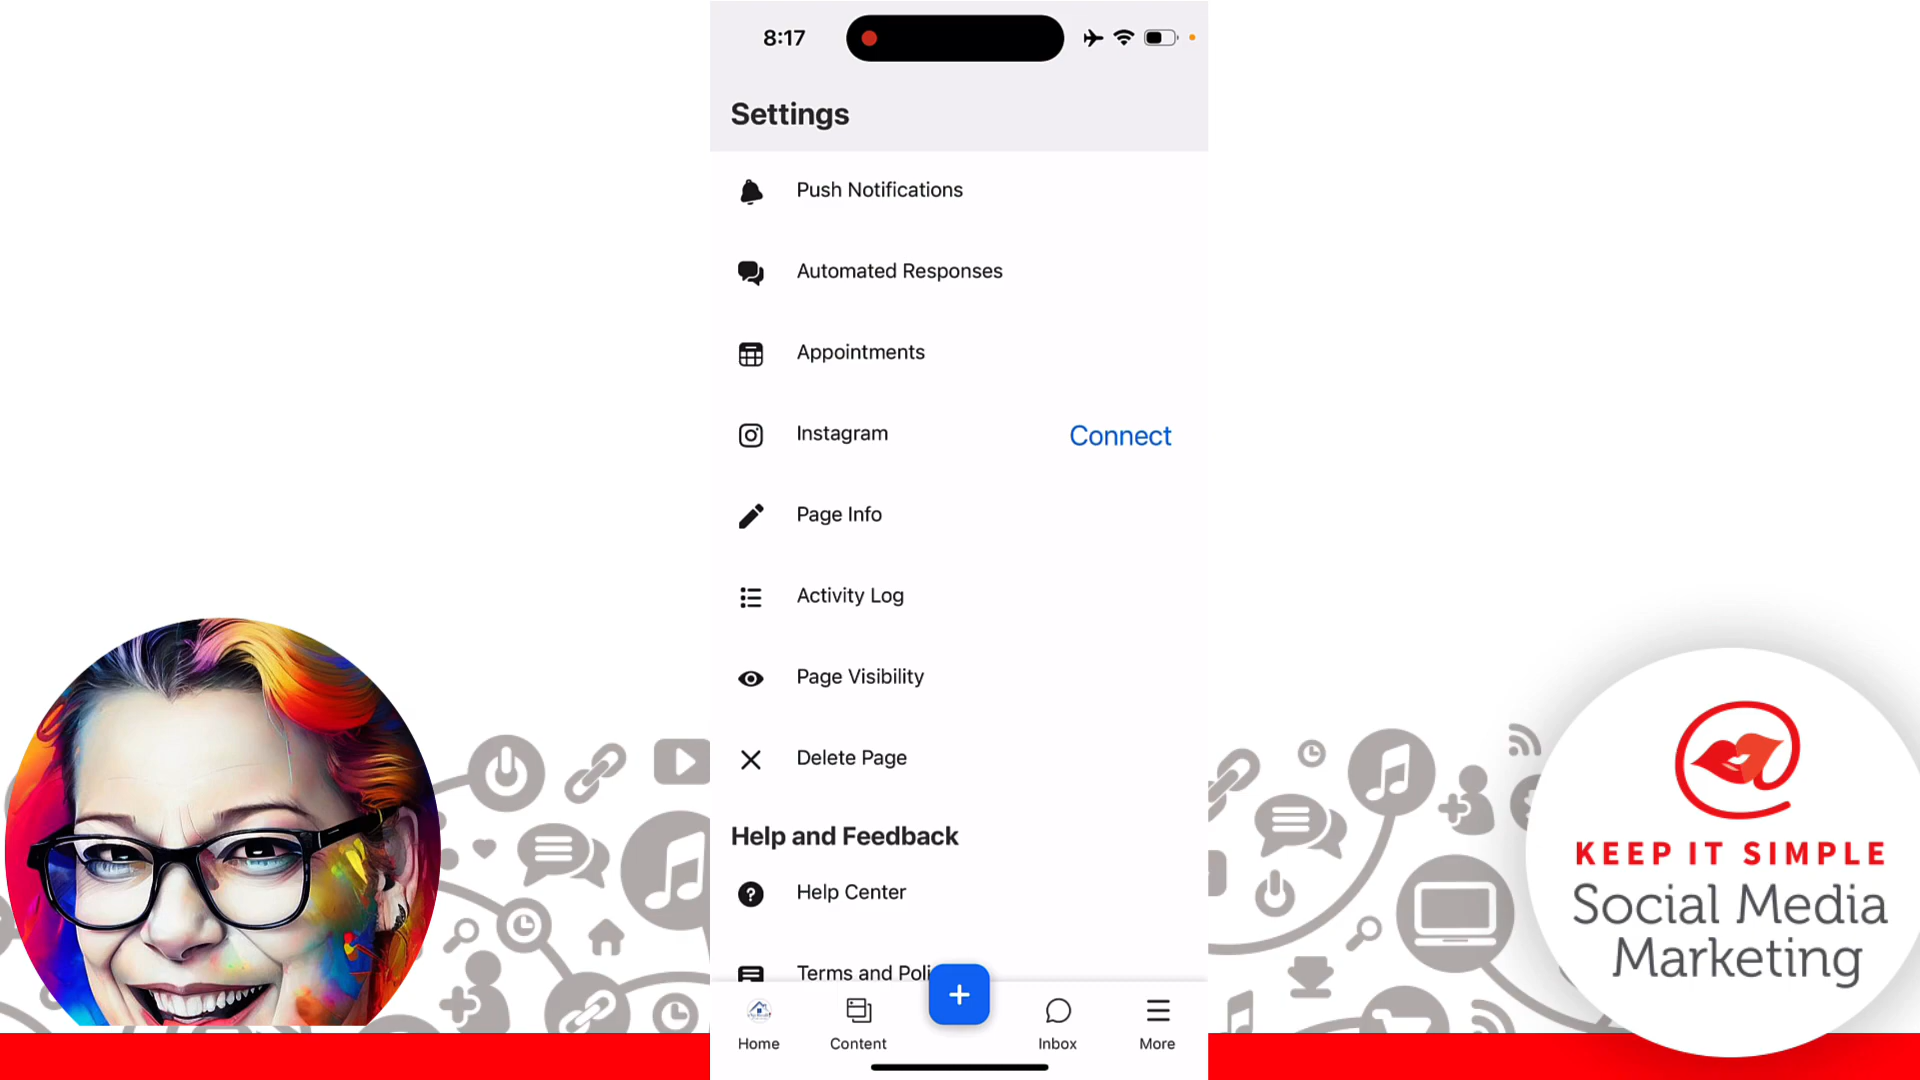 8:17
Settings
Push Notifications
Automated Responses
Appointments
Instagram
Connect
Page Info
Activity Log
Page Visibility
Delete Page
Help and Feedback
Help Center
Terms and Poli
Home
Content
Inbox
More
KEEP IT SIMPLE
Social Media
Marketing